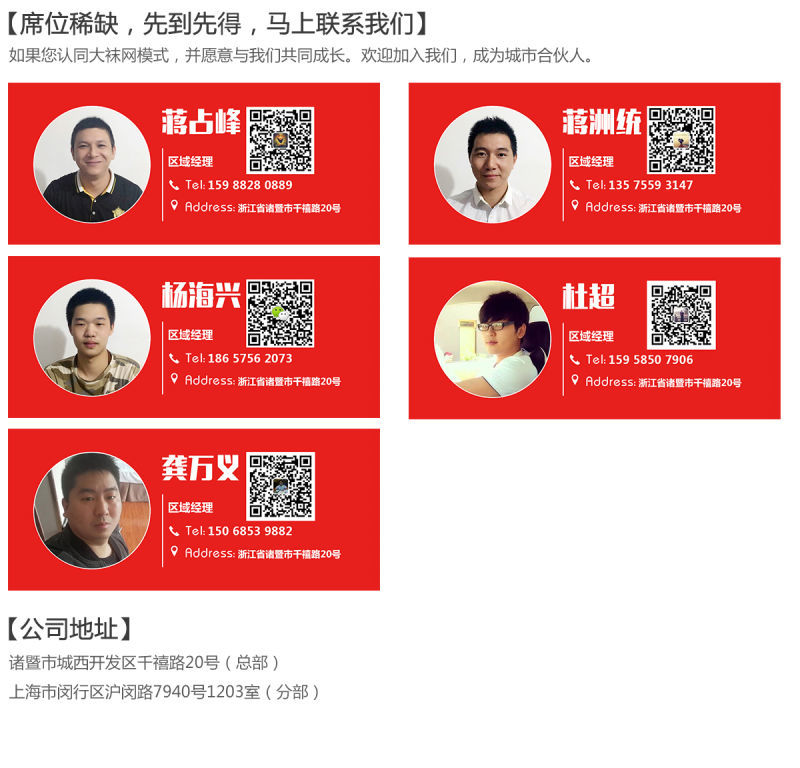 【席位稀缺，先到先得，马上联系我们】
如果您认同大袜网模式，并愿意与我们共同成长。欢迎加入我们，成为城市合伙人。
蒋占峰
区域经理
Tel: 159 8828 0889
Address: 浙江省诸暨市千禧路20号
蒋洲统
区域经理
Tel: 135 7559 3147
Address: 浙江省诸暨市千禧路20号
杨海兴
区域经理
Tel: 186 5756 2073
Address: 浙江省诸暨市千禧路20号
杜超
区域经理
Tel: 159 5850 7906
Address: 浙江省诸暨市千禧路20号
龚万义
区域经理
Tel: 150 6853 9882
Address: 浙江省诸暨市千禧路20号
【公司地址】
诸暨市城西开发区千禧路20号（总部）
上海市闵行区沪闵路7940号1203室（分部）